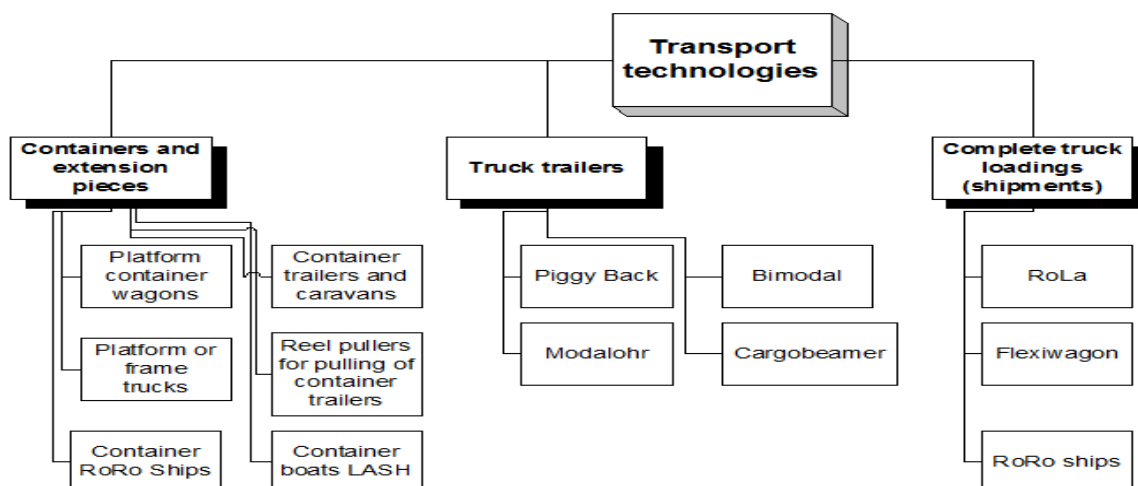 Transport
technologies
Containers and
extension
pieces
Truck trailers
Complete truck
loadings
(shipments)
Platform
container
wagons
Container
trailers and
caravans
Piggy Back
Bimodal
RoLa
Platform or
frame
trucks
Reel pullers
for pulling of
container
trailers
Modalohr
Cargobeamer
Flexiwagon
Container
RoRo Ships
Container
boats LASH
RoRo ships